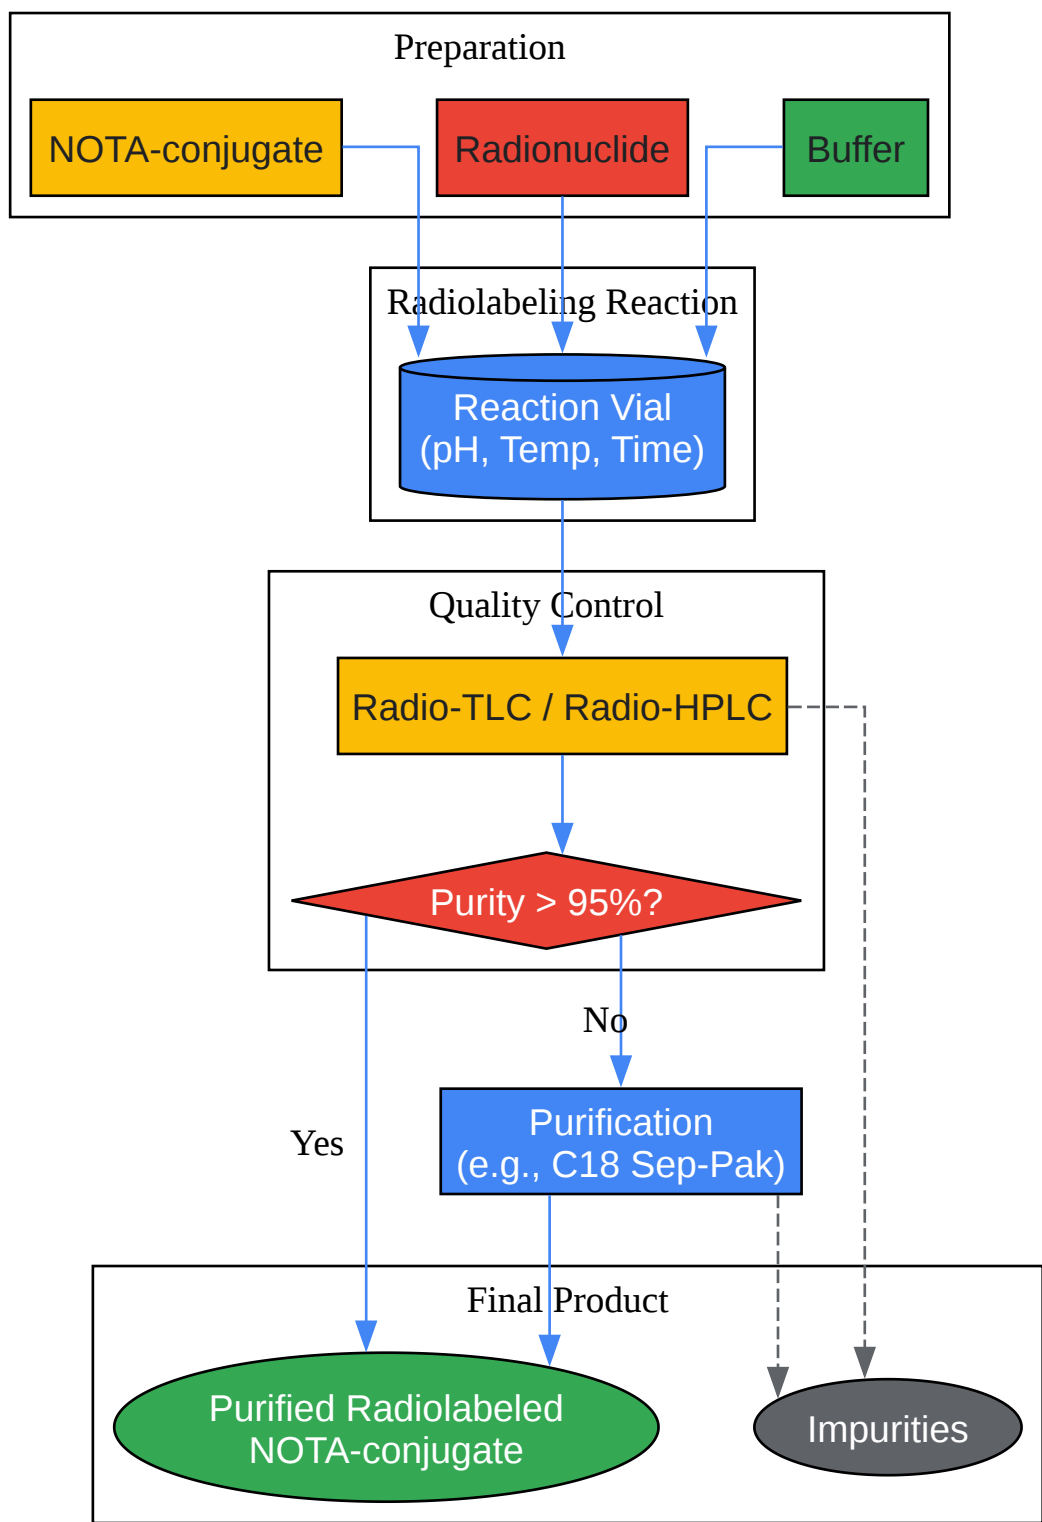 Preparation
NOTA-conjugate
Radionuclide
Buffer
Radiolabeling Reaction
Reaction Vial
(pH, Temp, Time)
Quality Control
Radio-TLC / Radio-HPLC
Purity > 95%?
No
Purification
(e.g., C18 Sep-Pak)
Yes
Final Product
Purified Radiolabeled
NOTA-conjugate
Impurities